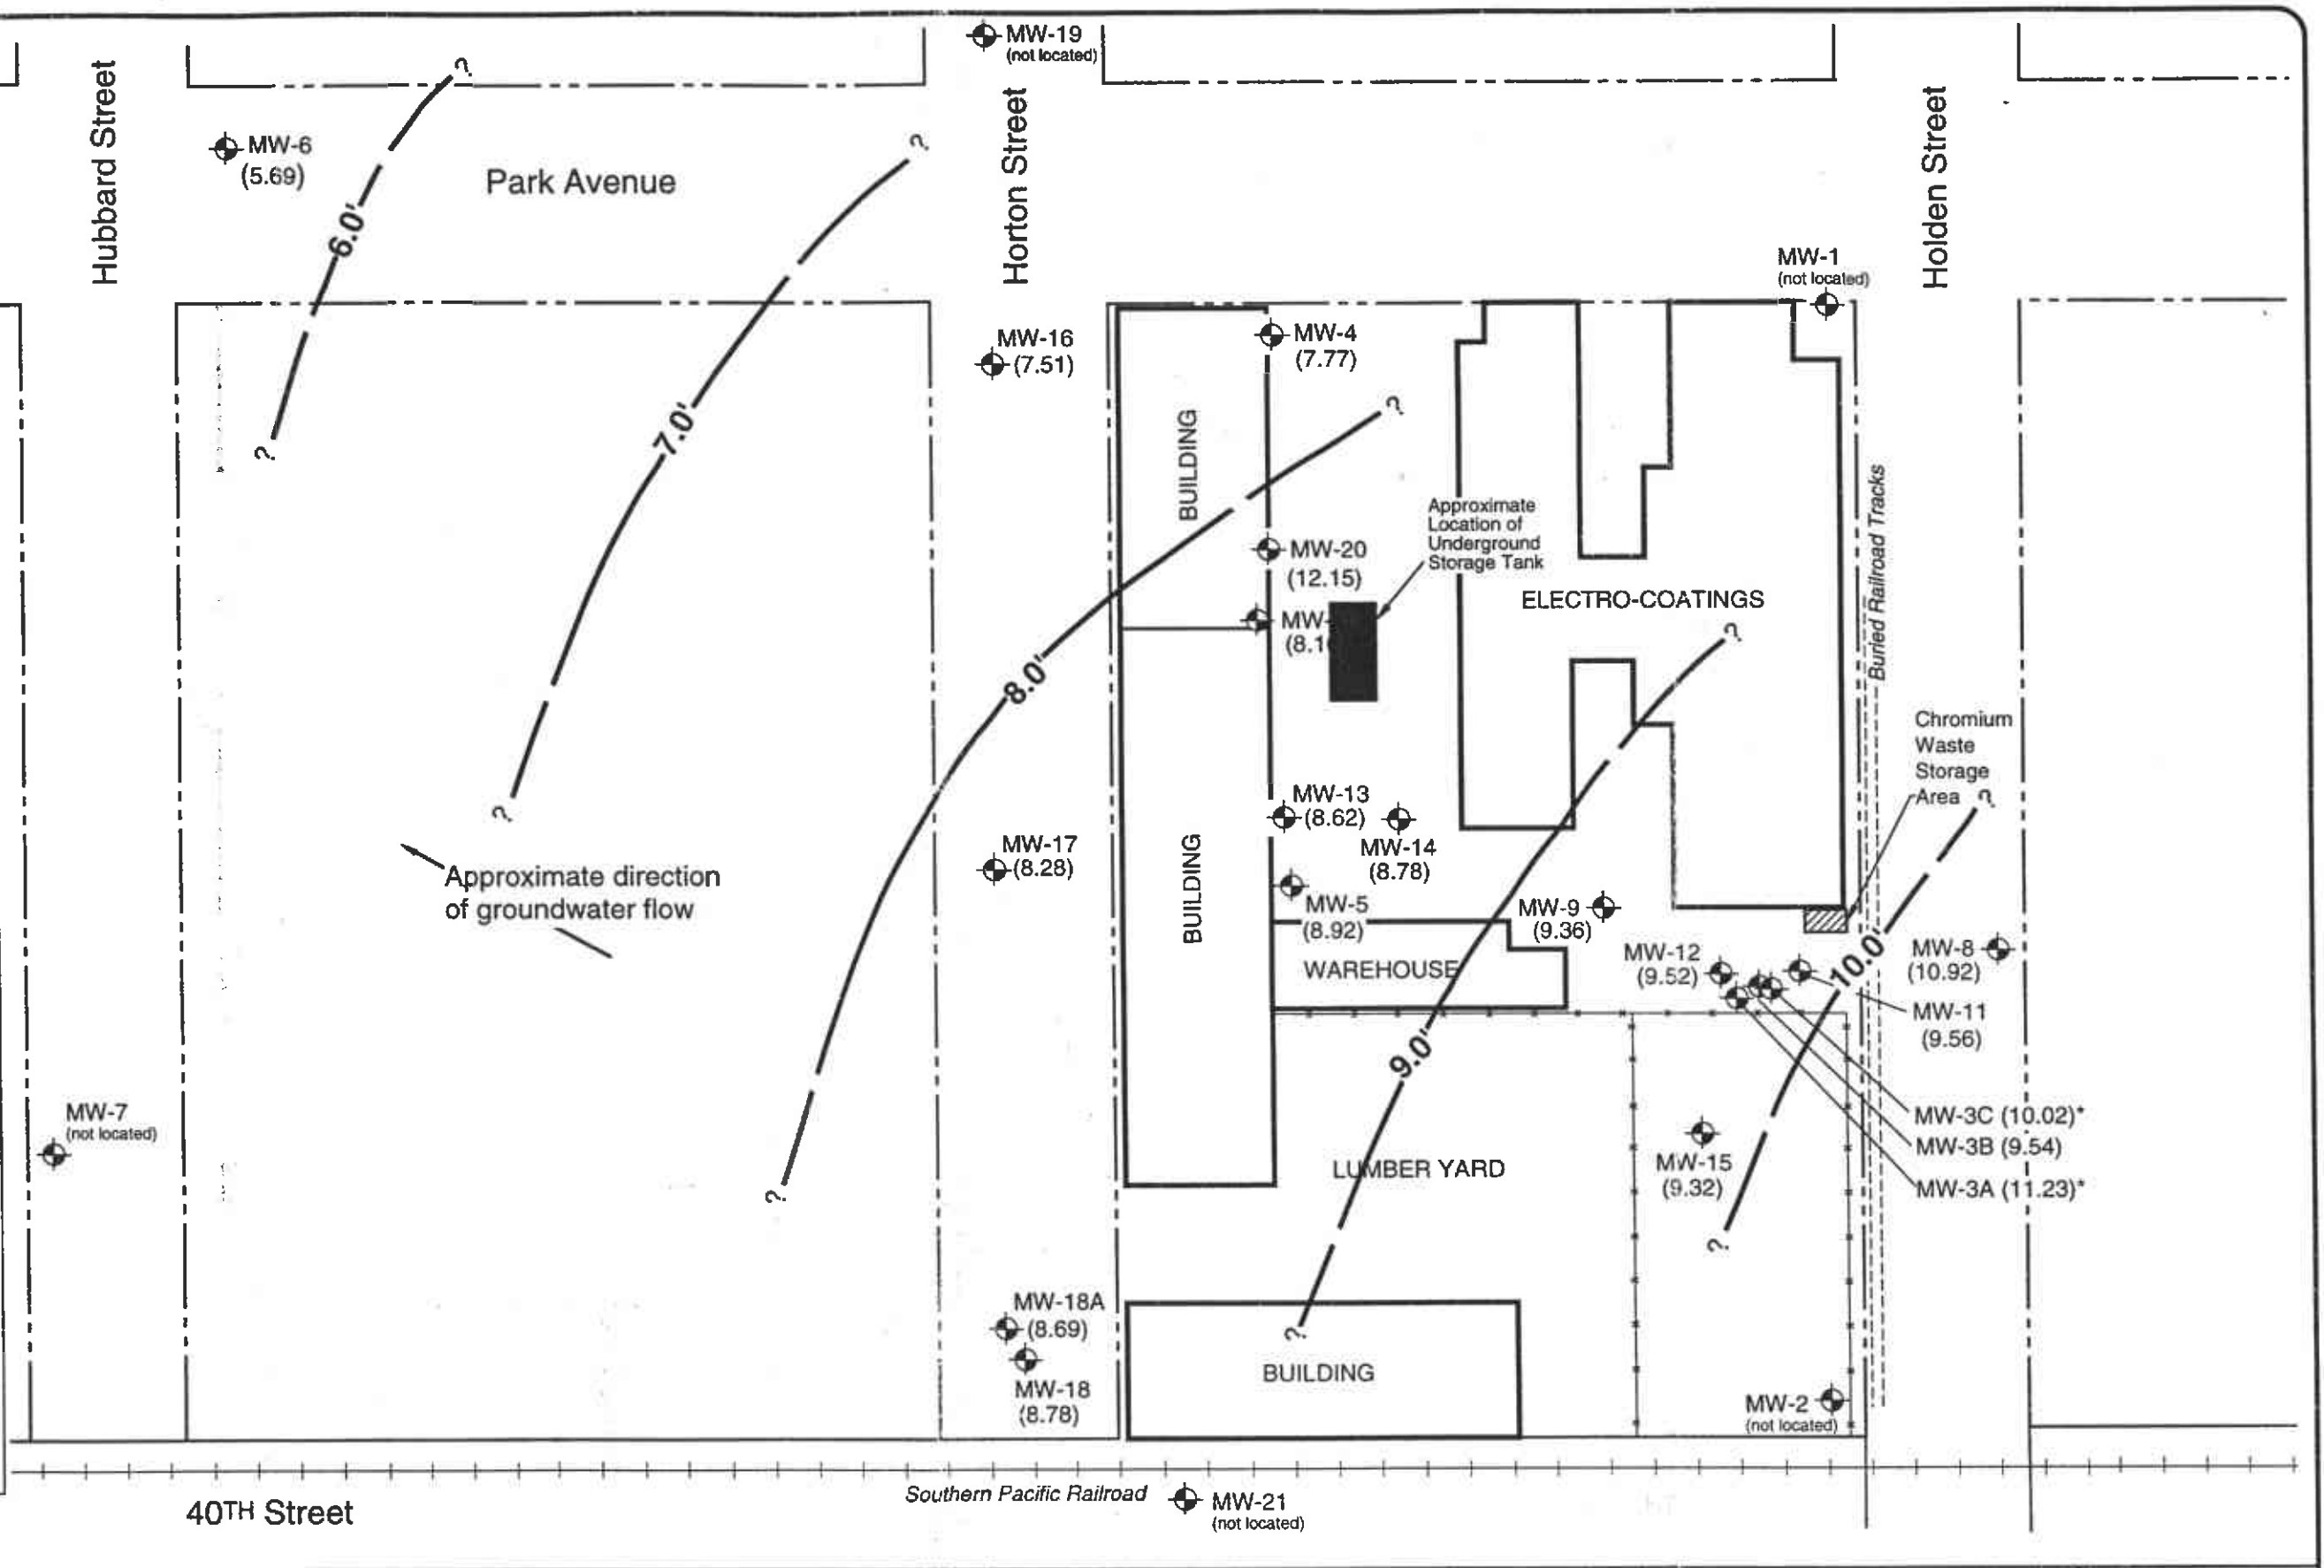 MW-19
(not located)
Hubbard Street
Horton Street
Holden Street
?
MW-6
(5.69)
Park Avenue
6.0'
?
?
7.0'
?
MW-1
(not located)
MW-16
(7.51)
MW-4
(7.77)
?
BUILDING
Approximate
Location of
Underground
Storage Tank
Buried Railroad Tracks
MW-20
(12.15)
MW-
(8.1
ELECTRO-COATINGS
?
8.0'
Chromium
Waste
Storage
Area
?
MW-13
(8.62)
MW-14
(8.78)
MW-17
(8.28)
Approximate direction
of groundwater flow
BUILDING
MW-5
(8.92)
MW-9
(9.36)
WAREHOUSE
MW-12
(9.52)
10.0'
MW-8
(10.92)
MW-11
(9.56)
9.0'
MW-7
(not located)
MW-3C (10.02)*
MW-3B (9.54)
MW-3A (11.23)*
MW-15
(9.32)
LUMBER YARD
?
?
MW-18A
(8.69)
MW-18
(8.78)
?
BUILDING
MW-2
(not located)
Southern Pacific Railroad
MW-21
(not located)
40TH Street